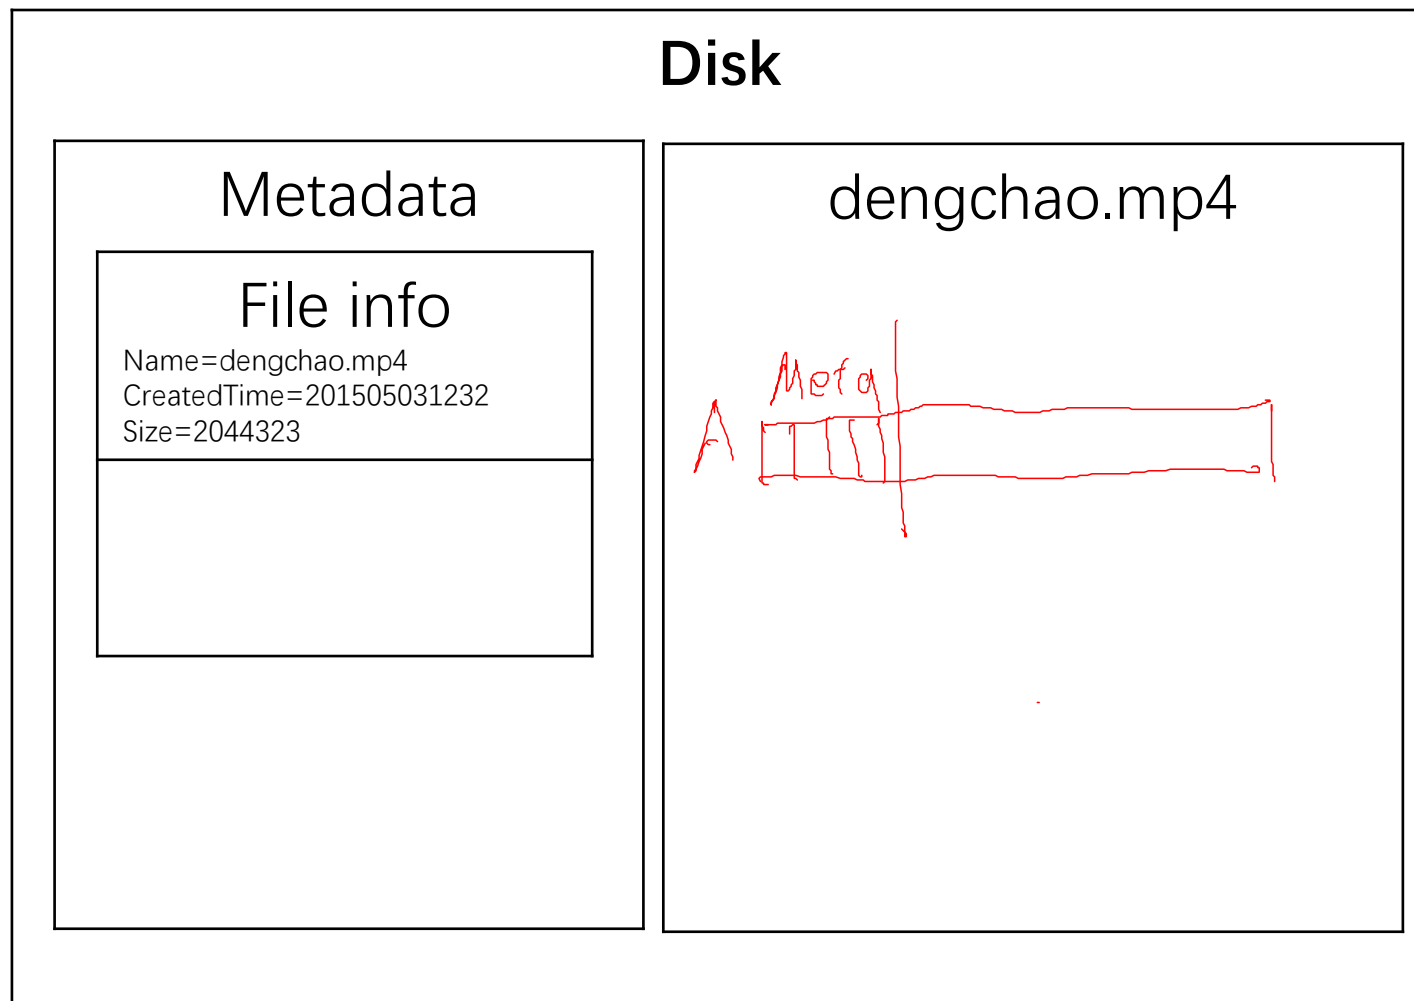 Disk
Metadata
File info
Name=dengchao.mp4
CreatedTime=201505031232
Size=2044323
dengchao.mp4
Meta
A